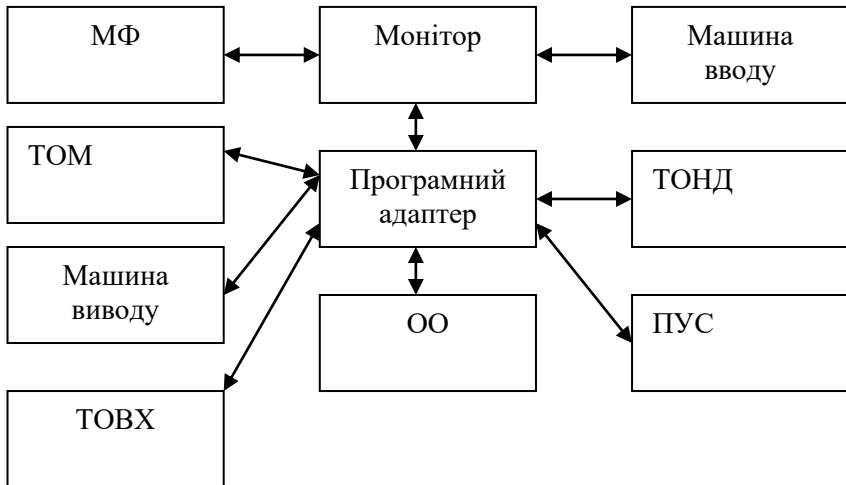 МФ
Монітор
Машина
вводу
ТОМ
Програмний
адаптер
ТОНД
Машина
виводу
ОО
ПУС
ТОВХ